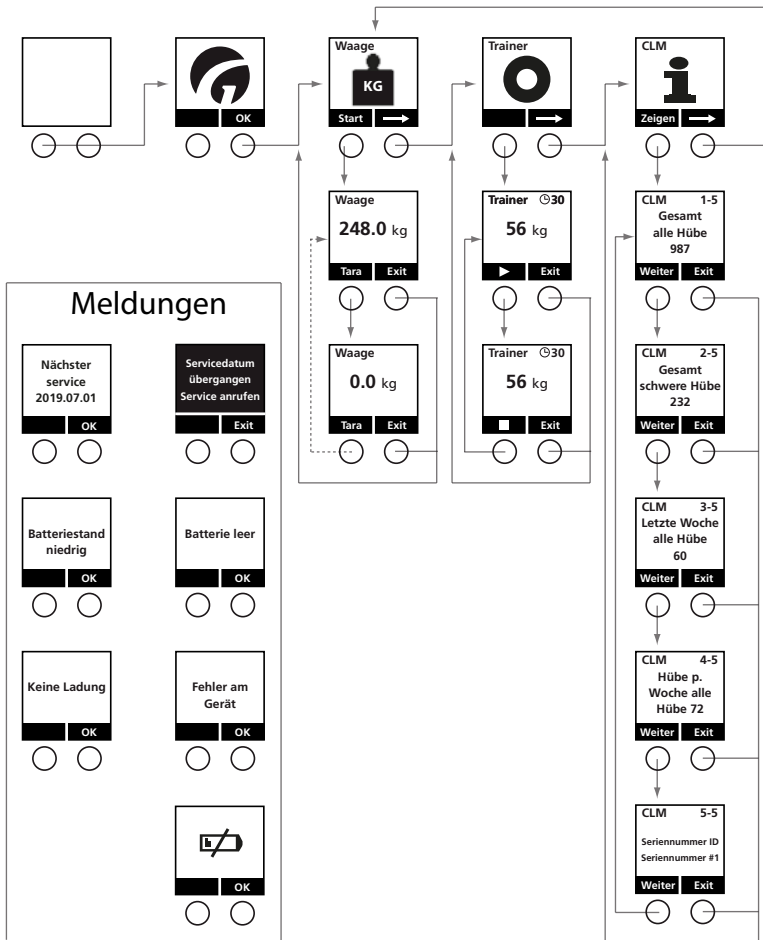 OK
Waage
KG
Start
Trainer
CLM
Zeigen
Waage
248.0 kg
Tara Exit
Trainer 30
56 kg
Exit
CLM 1-5
Gesamt
alle Hübe
987
Weiter Exit
Waage
0.0 kg
Tara Exit
Trainer 30
56 kg
Exit
CLM 2-5
Gesamt
schwere Hübe
232
Weiter Exit
CLM 3-5
Letzte Woche
alle Hübe
60
Weiter Exit
CLM 4-5
Hübe p.
Woche alle
Hübe 72
Weiter Exit
CLM 5-5
Seriennummer ID
Seriennummer #1
Weiter Exit
Meldungen
Nächster
service
2019.07.01
OK
Servicedatum
übergangen
Service anrufen
Exit
Batteriestand
niedrig
OK
Batterie leer
OK
Keine Ladung
OK
Fehler am
Gerät
OK
OK